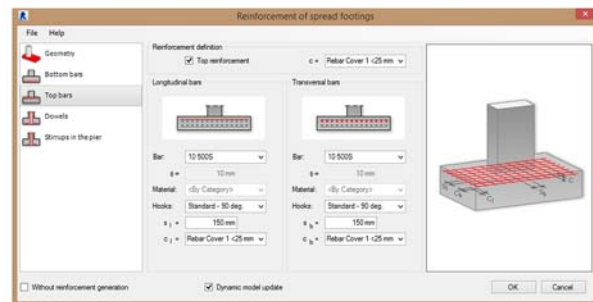 Reinforcement of spread footings
File Help
Geometry
Bottom bars
Top bars
Dowels
Stirrups in the pier
Reinforcement definition
Top reinforcement
c = Rebar Cover 1 <25 mm
Longitudinal bars
Bar: 10 500S
ϕ = 10 mm
Material: <By Category>
Hooks: Standard - 90 deg.
s l = 150 mm
c l = Rebar Cover 1 <25 mm
Transversal bars
Bar: 10 500S
ϕ = 10 mm
Material: <By Category>
Hooks: Standard - 90 deg.
s b = 150 mm
c b = Rebar Cover 1 <25 mm
Without reinforcement generation
Dynamic model update
OK Cancel